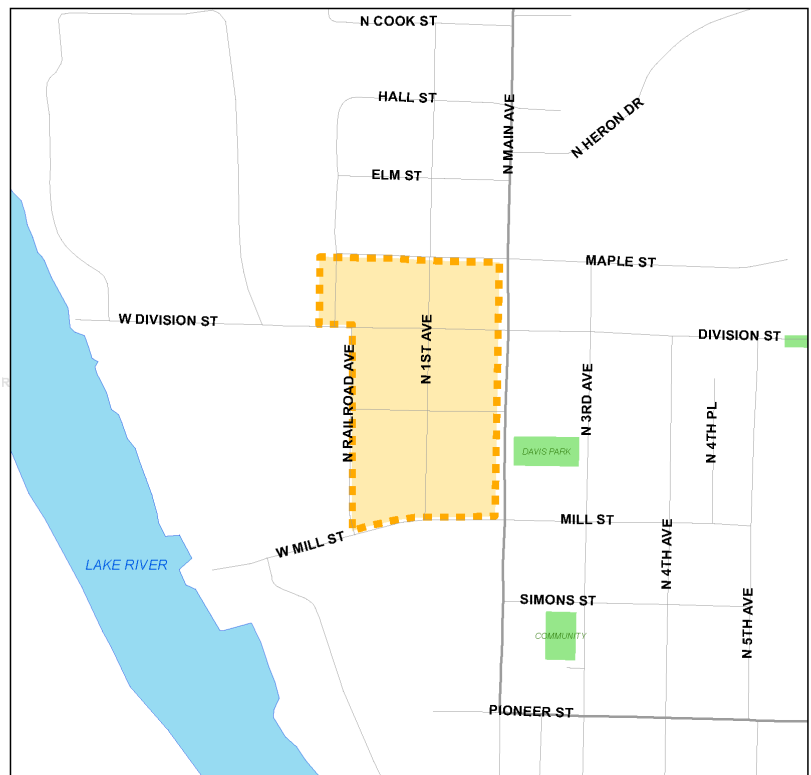 N COOK ST
HALL ST
N MAIN AVE
N HERON DR
ELM ST
MAPLE ST
W DIVISION ST
DIVISION ST
N 1ST AVE
N RAILROAD AVE
R
N 3RD AVE
N 4TH PL
DAVIS PARK
MILL ST
W MILL ST
N 4TH AVE
LAKE RIVER
SIMONS ST
N 5TH AVE
COMMUNITY
PIONEER ST